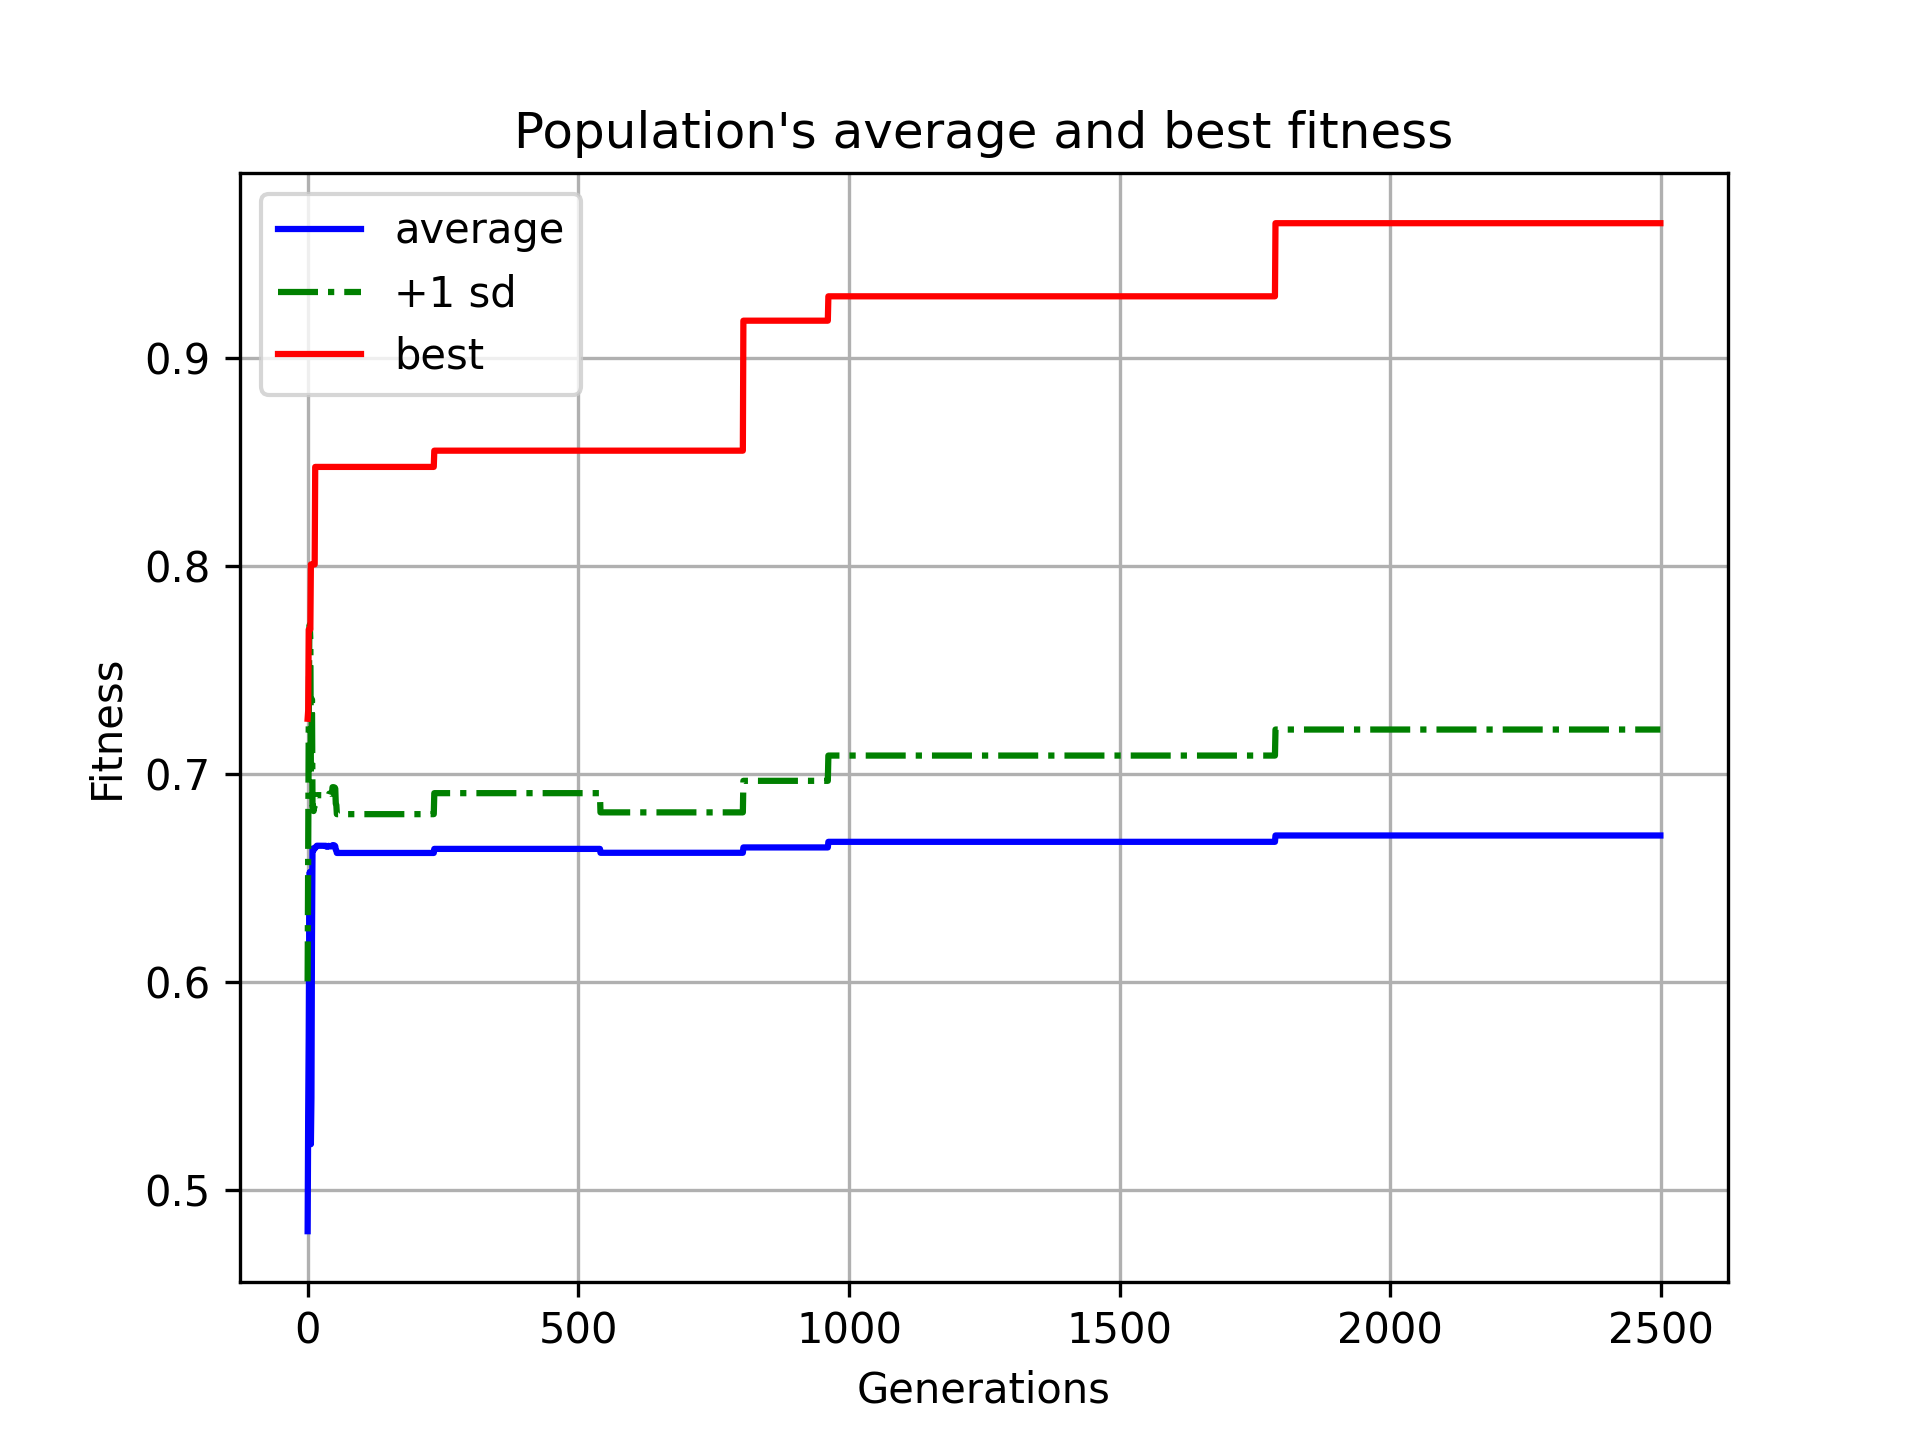 Population's average and best fitness
average
+1 sd
best
Fitness
0.9
0.8
0.7
0.6
0.5
0 500 1000 1500 2000 2500
Generations